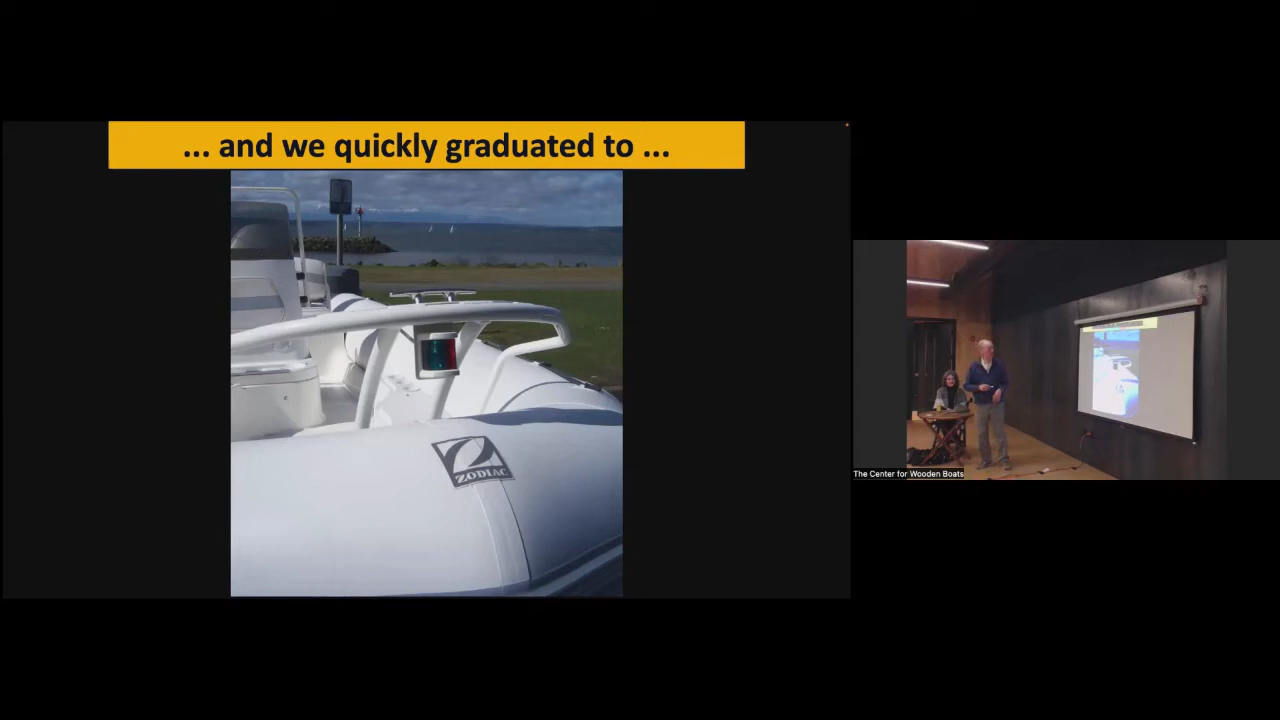 ... and we quickly graduated to ...
ZODIAC
The Center for Wooden Boats